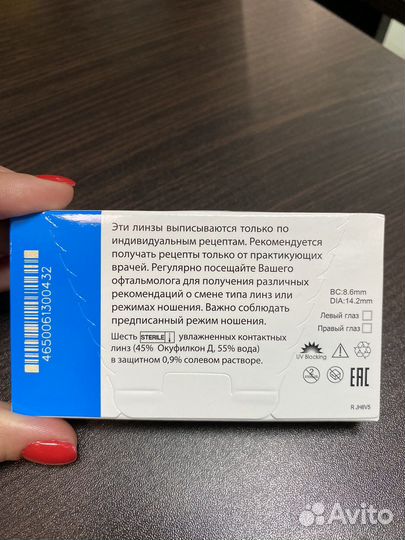 Эти линзы выписываются только по
индивидуальным рецептам. Рекомендуется
получать рецепты только от практикующих
врачей. Регулярно посещайте Вашего
офтальмолога для получения различных
рекомендаций о смене типа линз или
режимах ношения. Важно соблюдать
предписанный режим ношения.
Шесть STERILE увлажненных контактных
линз (45% Окуфилкон Д, 55% вода)
в защитном 0,9% солевом растворе.
BC:8.6mm
DIA:14.2mm
Левый глаз
Правый глаз
UV Blocking
2
EAC
R JH6V5
4650061300432
Avito